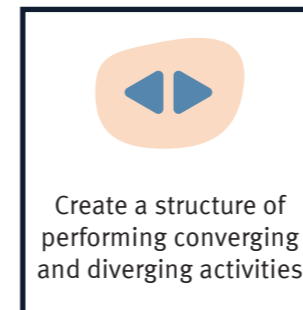 Create a structure of
performing converging
and diverging activities